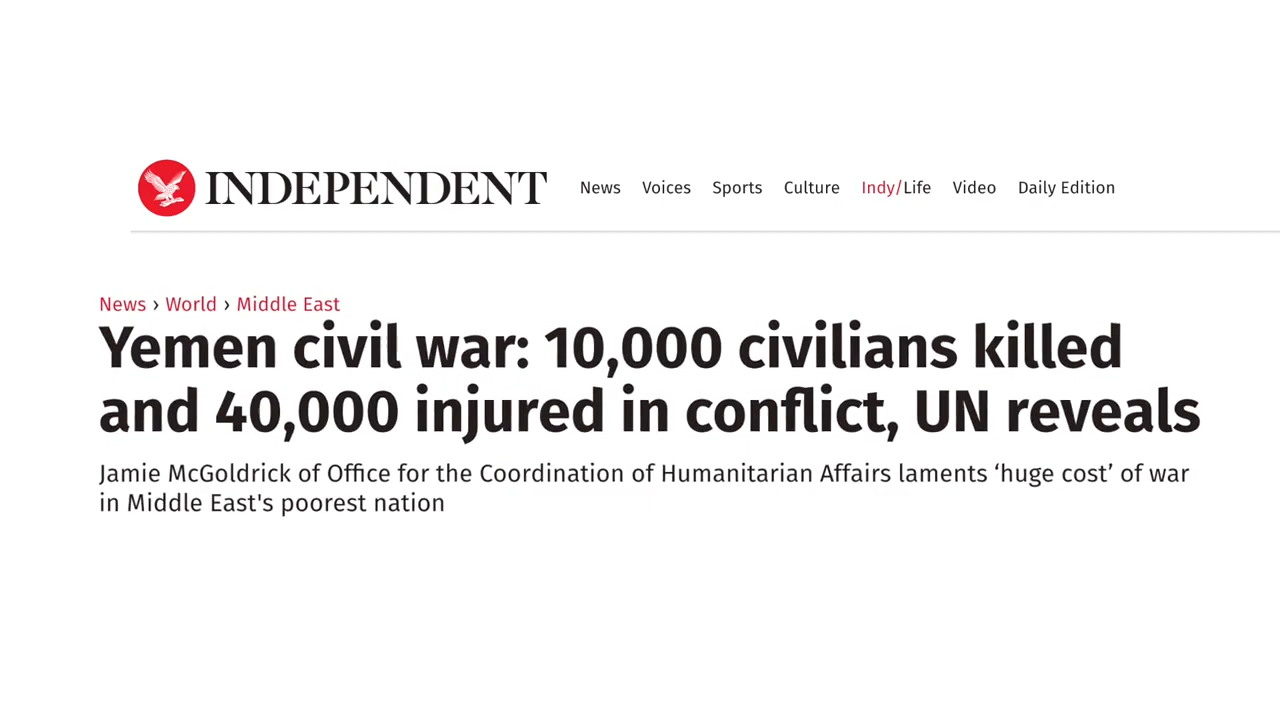 INDEPENDENT News Voices Sports Culture Indy/Life Video Daily Edition
News › World › Middle East
Yemen civil war: 10,000 civilians killed
and 40,000 injured in conflict, UN reveals
Jamie McGoldrick of Office for the Coordination of Humanitarian Affairs laments ‘huge cost’ of war
in Middle East's poorest nation